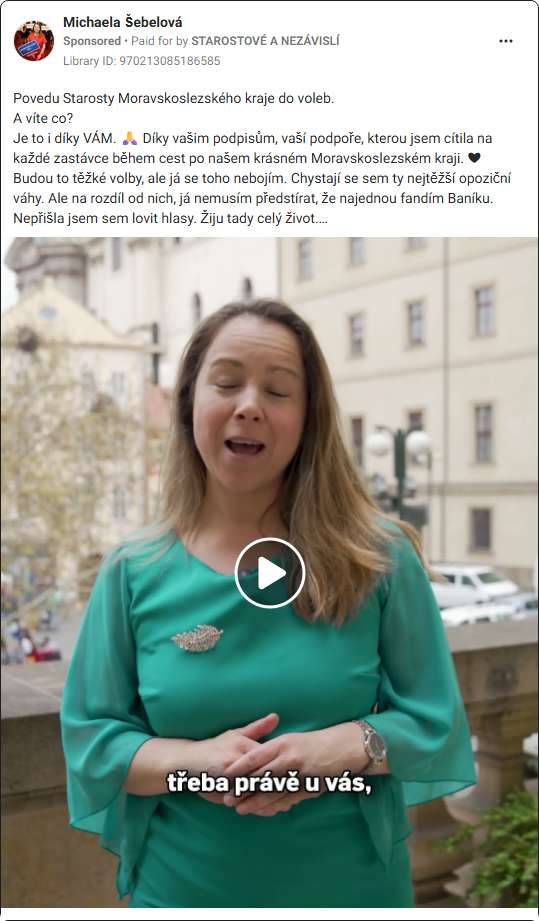 Michaela Šebelová
Sponsored • Paid for by STAROSTOVÉ A NEZÁVISLÍ
Library ID: 970213085186585
Povedu Starosty Moravskoslezského kraje do voleb.
A víte co?
Je to i díky VÁM. 🙏 Díky vašim podpisům, vaší podpoře, kterou jsem cítila na
každé zastávce během cest po našem krásném Moravskoslezském kraji. 🖤
Budou to těžké volby, ale já se toho nebojím. Chystají se sem ty nejtěžší opoziční
váhy. Ale na rozdíl od nich, já nemusím předstírat, že najednou fandím Baníku.
Nepřišla jsem sem lovit hlasy. Žiju tady celý život....
třeba právě u vás,